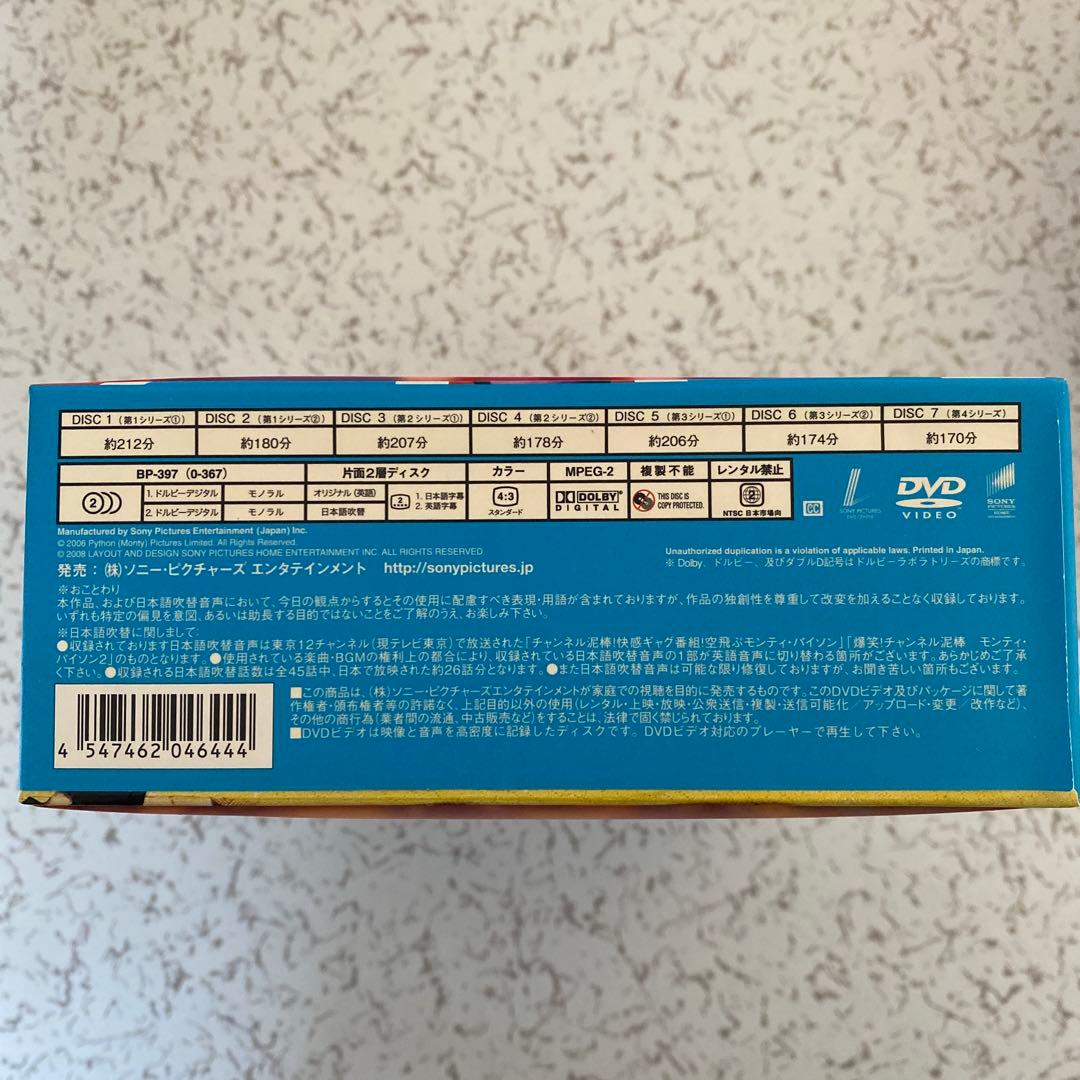 DISC 1 (第1シリーズ①) DISC 2 (第1シリーズ②) DISC 3 (第2シリーズ①) DISC 4 (第2シリーズ②) DISC 5 (第3シリーズ①) DISC 6 (第3シリーズ②) DISC 7 (第4シリーズ)
約212分 約180分 約207分 約178分 約206分 約174分 約170分
BP-397 (0-367) 片面2層ディスク カラー MPEG-2 複製不能 レンタル禁止
2 1. ドルビーデジタル モノラル オリジナル (英語) 2 1. 日本語字幕 4:3 DOLBY THIS DISC IS 2 CC SONY PICTURES DVD SONY
2. ドルビーデジタル モノラル 日本語吹替 2. 英語字幕 スタンダード DIGITAL COPY PROTECTED. NTSC 日本市場向 DVD CENTER VIDEO PICTURES
Manufactured by Sony Pictures Entertainment (Japan) Inc.
© 2006 Python (Monty) Pictures Limited. All Rights Reserved.
© 2008 LAYOUT AND DESIGN SONY PICTURES HOME ENTERTAINMENT INC. ALL RIGHTS RESERVED
Unauthorized duplication is a violation of applicable laws. Printed in Japan.
発売：(株)ソニー・ピクチャーズ エンタテインメント http://sonypictures.jp
※ Dolby、ドルビー、及びダブルD記号はドルビーラボラトリーズの商標です。
※おことわり
本作品、および日本語吹替音声において、今日の観点からするとその使用に配慮すべき表現・用語が含まれておりますが、作品の独創性を尊重して改変を加えることなく収録しております。
いずれも特定の偏見を意図、あるいは助長する目的ではないことをご了解のうえ、お楽しみ下さい。
※日本語吹替に関しまして:
●収録されております日本語吹替音声は東京12チャンネル(現テレビ東京)で放送された「チャンネル泥棒!快感ギャグ番組!空飛ぶモンティ・パイソン」「爆笑!チャンネル泥棒 モンティ・
パイソン2」のものとなります。●使用されている楽曲・BGMの権利上の都合により、収録されている日本語吹替音声の1部が英語音声に切り替わる箇所がございます。あらかじめご了承
ください。●収録される日本語吹替話数は全45話中、日本で放映された約26話分となります。●また日本語吹替音声は可能な限り修復しておりますが、お聞き苦しい箇所もございます。
■この商品は、(株)ソニー・ピクチャーズエンタテインメントが家庭での視聴を目的に発売するものです。このDVDビデオ及びパッケージに関して著
作権者・頒布権者等の許諾なく、上記目的以外の使用(レンタル・上映・放映・公衆送信・複製・送信可能化/アップロード・変更/改作など)、
その他の商行為(業者間の流通、中古販売など)をすることは、法律で固く禁じられております。
■DVDビデオは映像と音声を高密度に記録したディスクです。DVDビデオ対応のプレーヤーで再生して下さい。
4 547462 046444